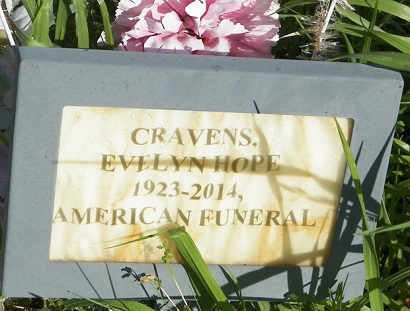 CRAVENS,
EVELYN HOPE
1923-2014,
AMERICAN FUNERAL